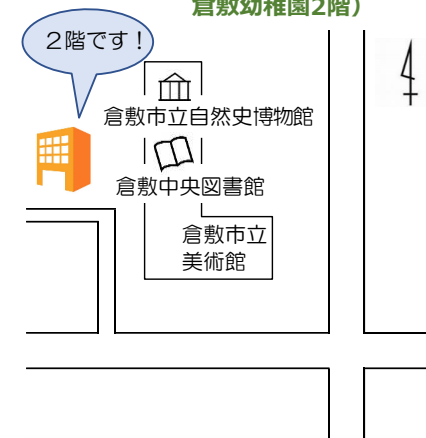 倉敷幼稚園2階）
２階です！
倉敷市立自然史博物館
倉敷中央図書館
倉敷市立
美術館